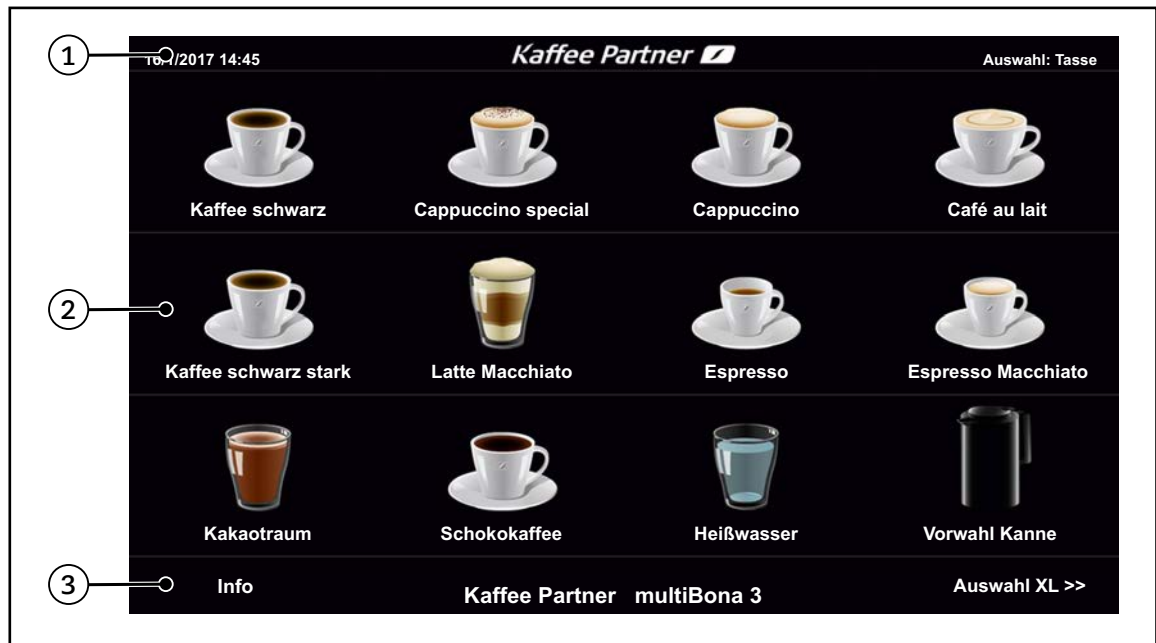 1
16/1/2017 14:45
Kaffee Partner
Auswahl: Tasse
Kaffee schwarz
Cappuccino special
Cappuccino
Café au lait
2
Kaffee schwarz stark
Latte Macchiato
Espresso
Espresso Macchiato
Kakaotraum
Schokokaffee
Heißwasser
Vorwahl Kanne
3
Info
Kaffee Partner multiBona 3
Auswahl XL >>